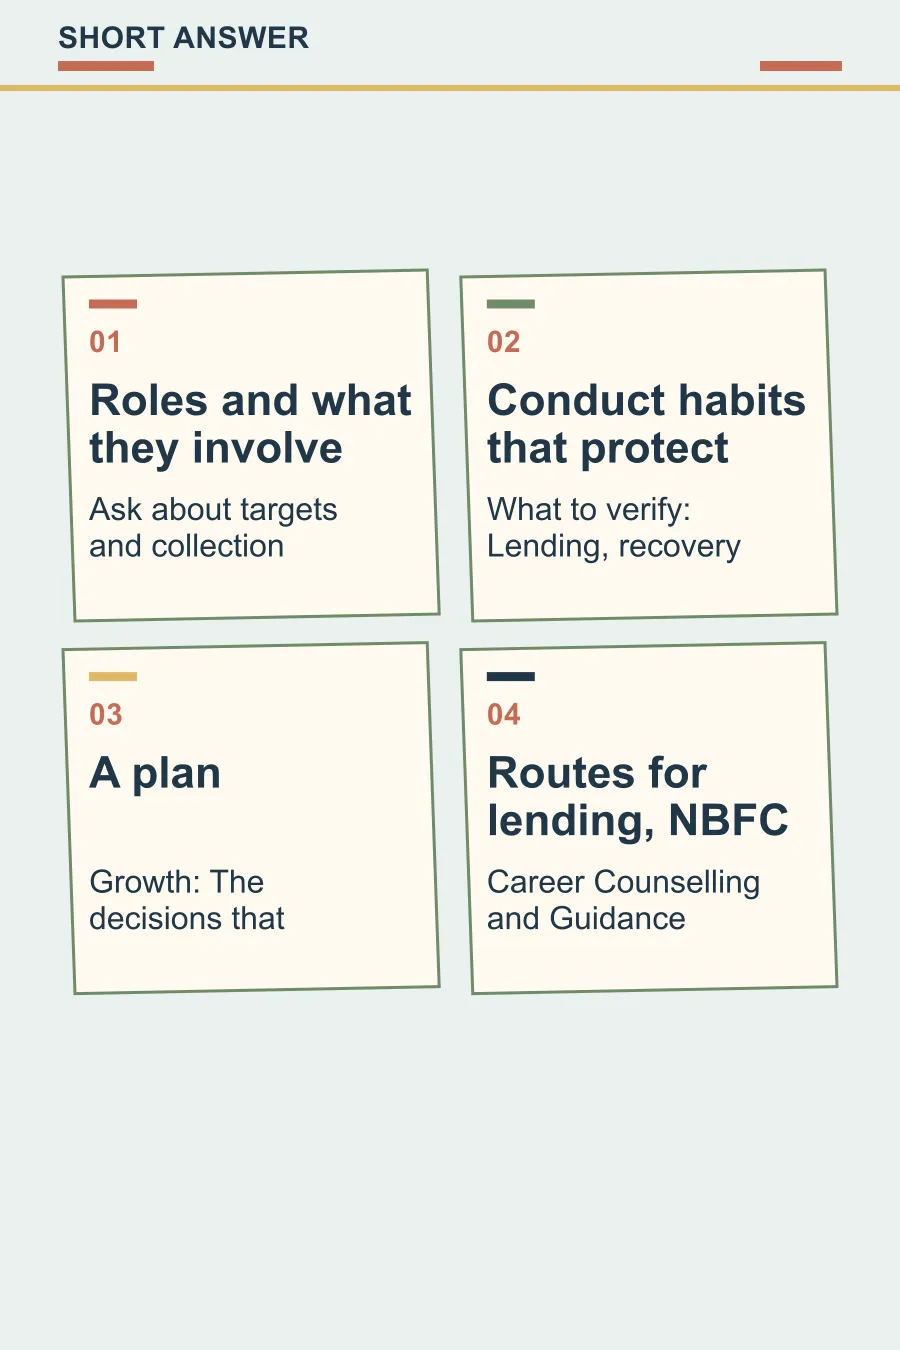 SHORT ANSWER
01
Roles and what
they involve
Ask about targets
and collection
02
Conduct habits
that protect
What to verify:
Lending, recovery
03
A plan
Growth: The
decisions that
04
Routes for
lending, NBFC
Career Counselling
and Guidance